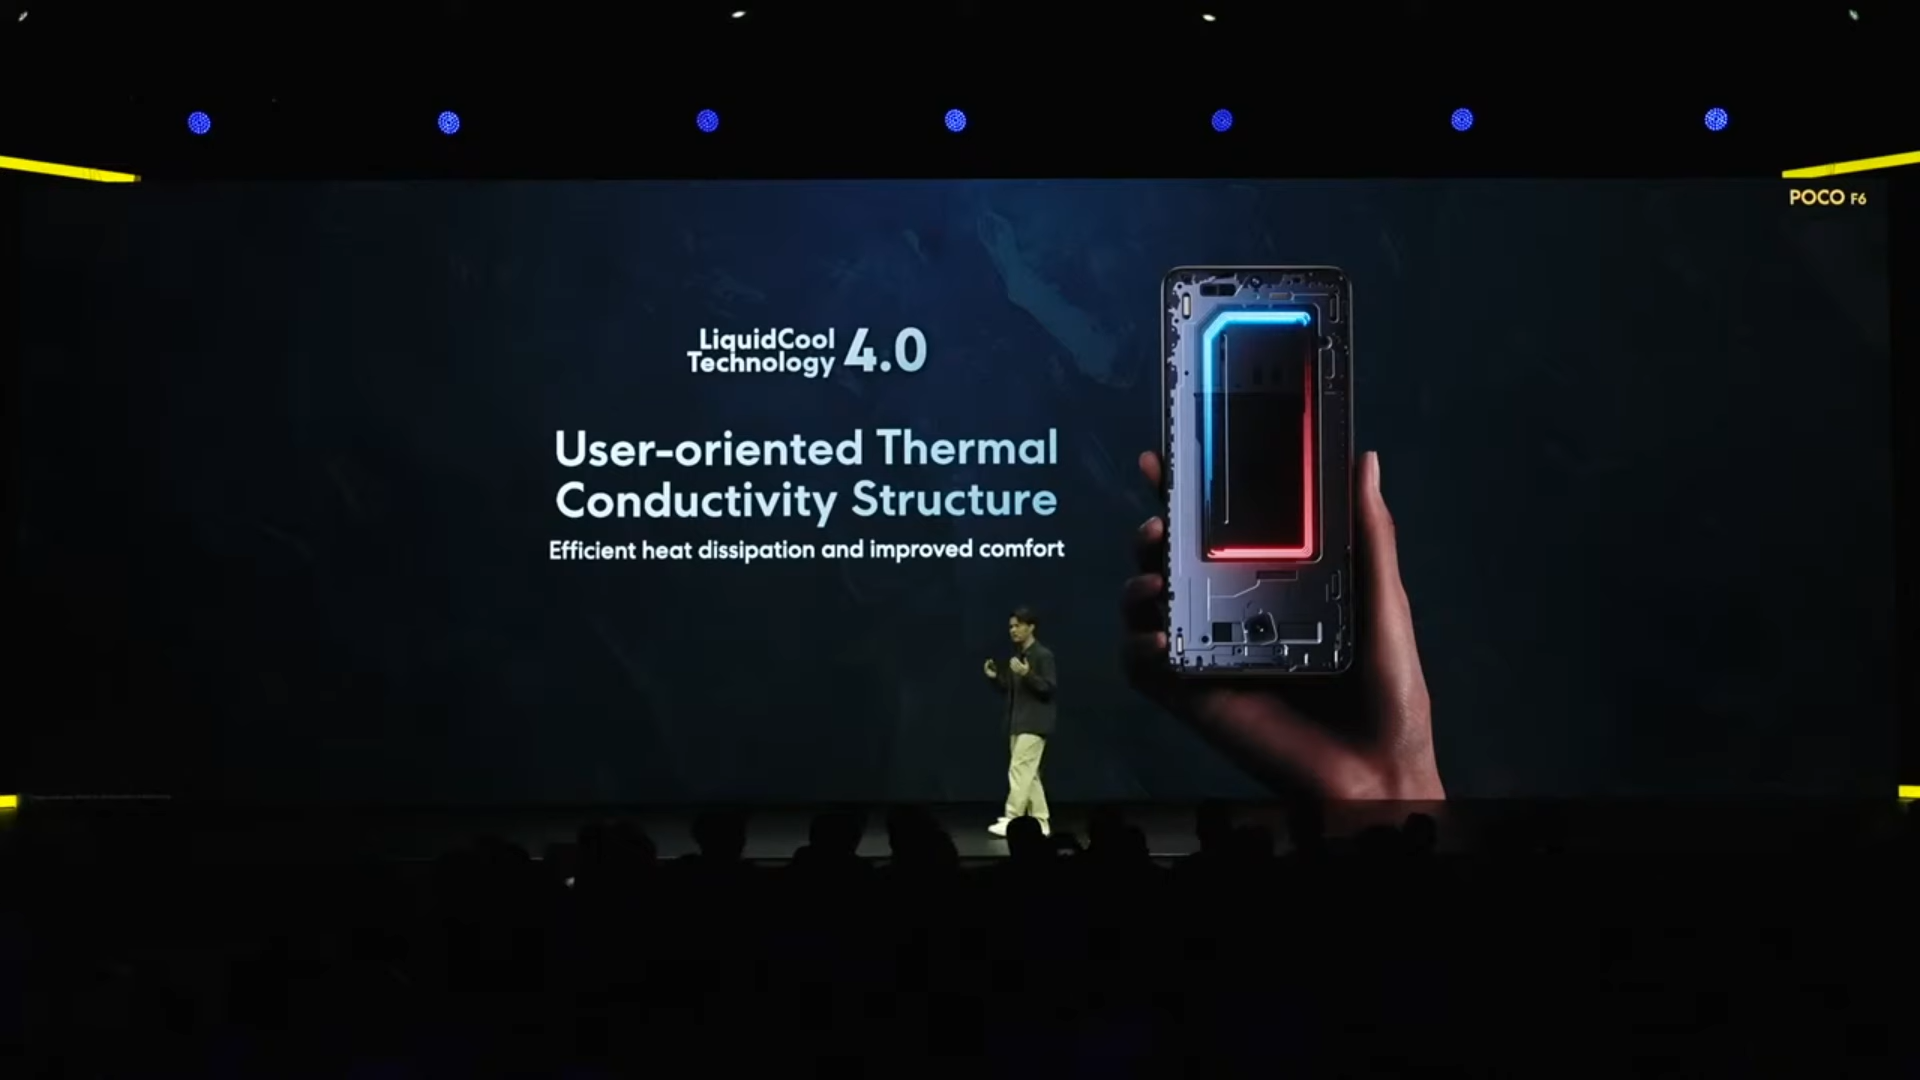 POCO F6
LiquidCool
Technology 4.0
User-oriented Thermal
Conductivity Structure
Efficient heat dissipation and improved comfort